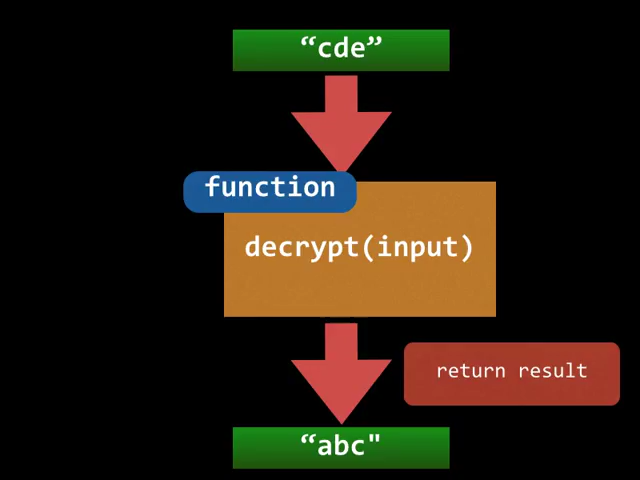 “cde”
function
decrypt(input)
return result
“abc"